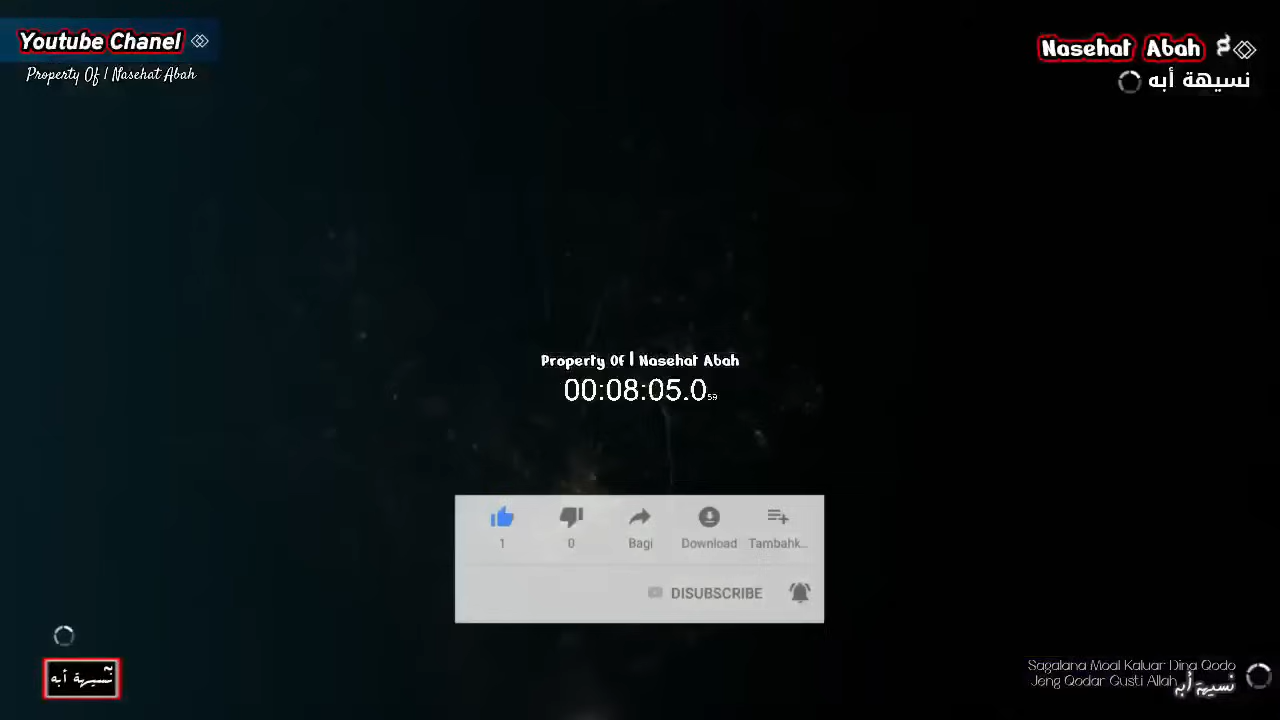 Youtube Chanel
Property Of | Nasehat Abah
Nasehat Abah
نسيهة أبه
Property Of | Nasehat Abah
00:08:05.0
59
1
0
Bagi
Download
Tambahk...
DISUBSCRIBE
نسيهة أبه
Sagalana Moal Kaluar Dina Qodo
Jeng Qodar Gusti Allah
نسيهة أبه